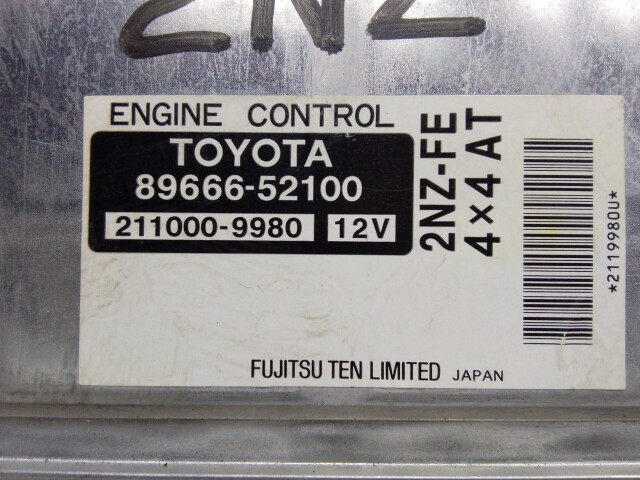 2NZ
ENGINE CONTROL
TOYOTA
89666-52100
211000-9980 12V
2NZ-FE
4×4 AT
*2119980U*
FUJITSU TEN LIMITED JAPAN